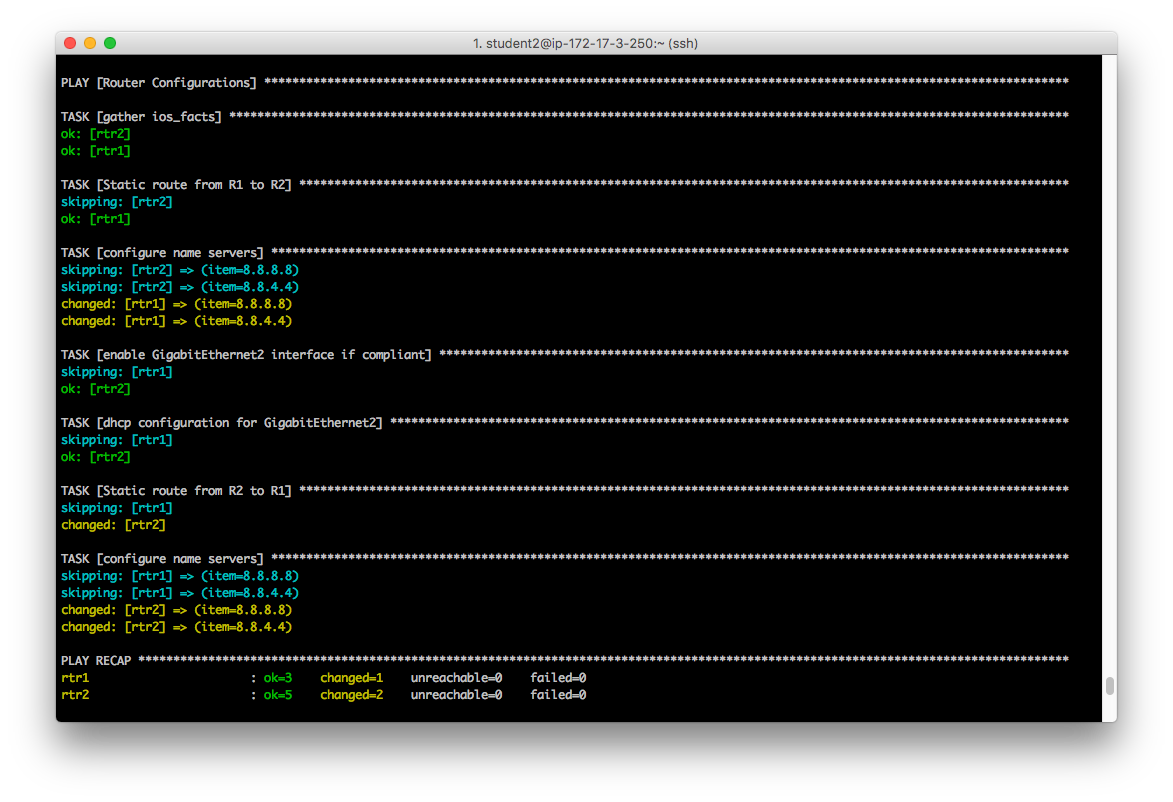 1. student2@ip-172-17-3-250:~ (ssh)
PLAY [Router Configurations] *******************************************************************************************************************
TASK [gather ios_facts] ************************************************************************************************************************
ok: [rtr2]
ok: [rtr1]
TASK [Static route from R1 to R2] **************************************************************************************************************
skipping: [rtr2]
ok: [rtr1]
TASK [configure name servers] ******************************************************************************************************************
skipping: [rtr2] => (item=8.8.8.8)
skipping: [rtr2] => (item=8.8.4.4)
changed: [rtr1] => (item=8.8.8.8)
changed: [rtr1] => (item=8.8.4.4)
TASK [enable GigabitEthernet2 interface if compliant] ******************************************************************************************
skipping: [rtr1]
ok: [rtr2]
TASK [dhcp configuration for GigabitEthernet2] *************************************************************************************************
skipping: [rtr1]
ok: [rtr2]
TASK [Static route from R2 to R1] **************************************************************************************************************
skipping: [rtr1]
changed: [rtr2]
TASK [configure name servers] ******************************************************************************************************************
skipping: [rtr1] => (item=8.8.8.8)
skipping: [rtr1] => (item=8.8.4.4)
changed: [rtr2] => (item=8.8.8.8)
changed: [rtr2] => (item=8.8.4.4)
PLAY RECAP *************************************************************************************************************************************
rtr1 : ok=3 changed=1 unreachable=0 failed=0
rtr2 : ok=5 changed=2 unreachable=0 failed=0